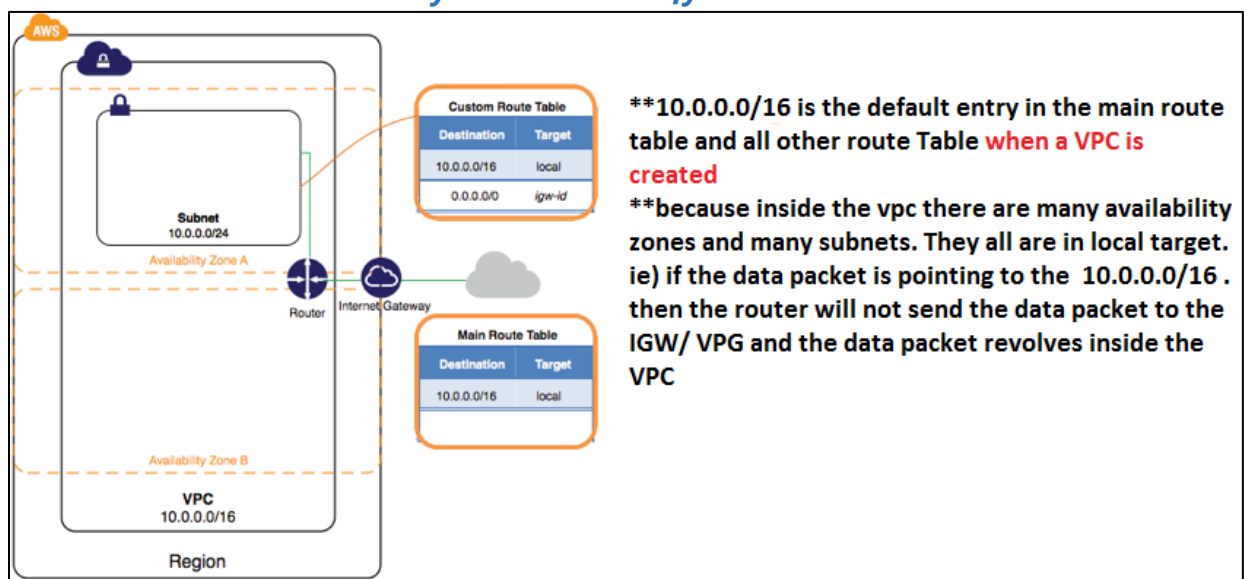 AWS
Custom Route Table
Destination Target
10.0.0.0/16 local
0.0.0.0/0 igw-id
Subnet
10.0.0.0/24
Availability Zone A
Router
Internet Gateway
Main Route Table
Destination Target
10.0.0.0/16 local
Availability Zone B
VPC
10.0.0.0/16
Region
**10.0.0.0/16 is the default entry in the main route
table and all other route Table when a VPC is
created
**because inside the vpc there are many availability
zones and many subnets. They all are in local target.
ie) if the data packet is pointing to the 10.0.0.0/16 .
then the router will not send the data packet to the
IGW/ VPG and the data packet revolves inside the
VPC